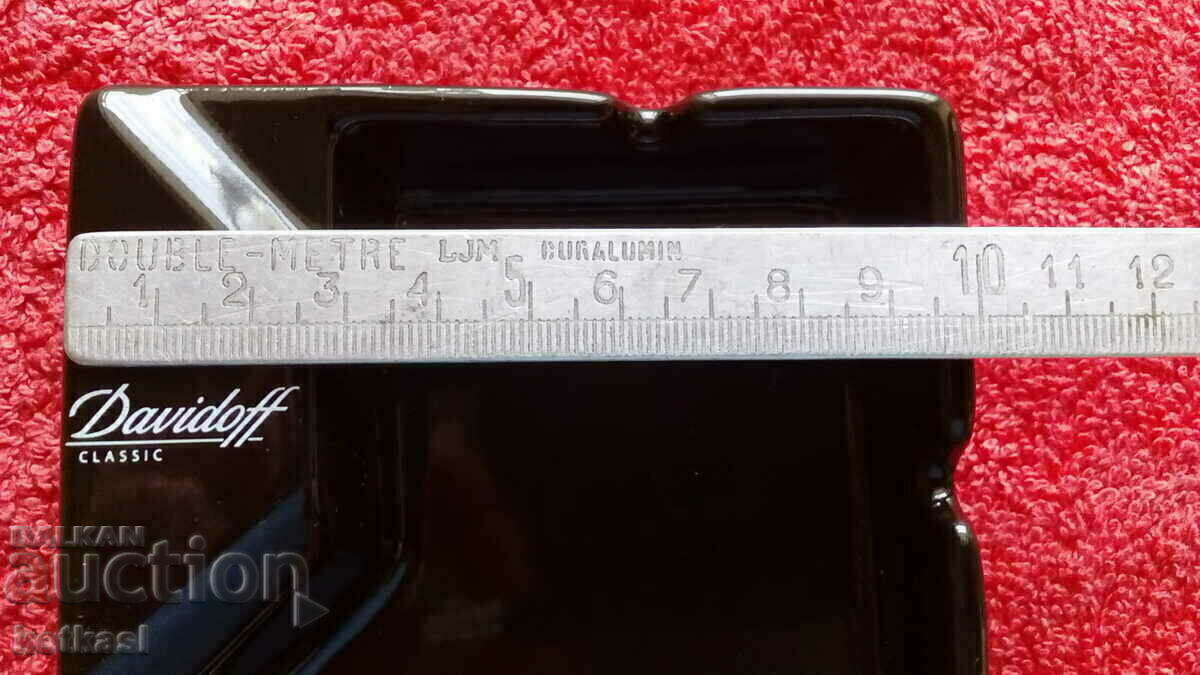 DOUBLE-METRE LJM DURALUMIN
1 2 3 4 5 6 7 8 9 10 11 12
Davidoff
CLASSIC
BALKAN
auction
betkasl